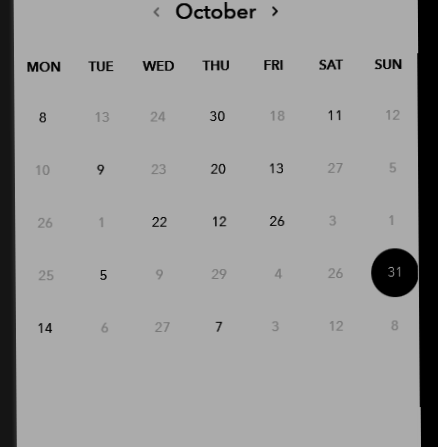 ‹ October ›
MON TUE WED THU FRI SAT SUN
8 13 24 30 18 11 12
10 9 23 20 13 27 5
26 1 22 12 26 3 1
25 5 9 29 4 26 31
14 6 27 7 3 12 8